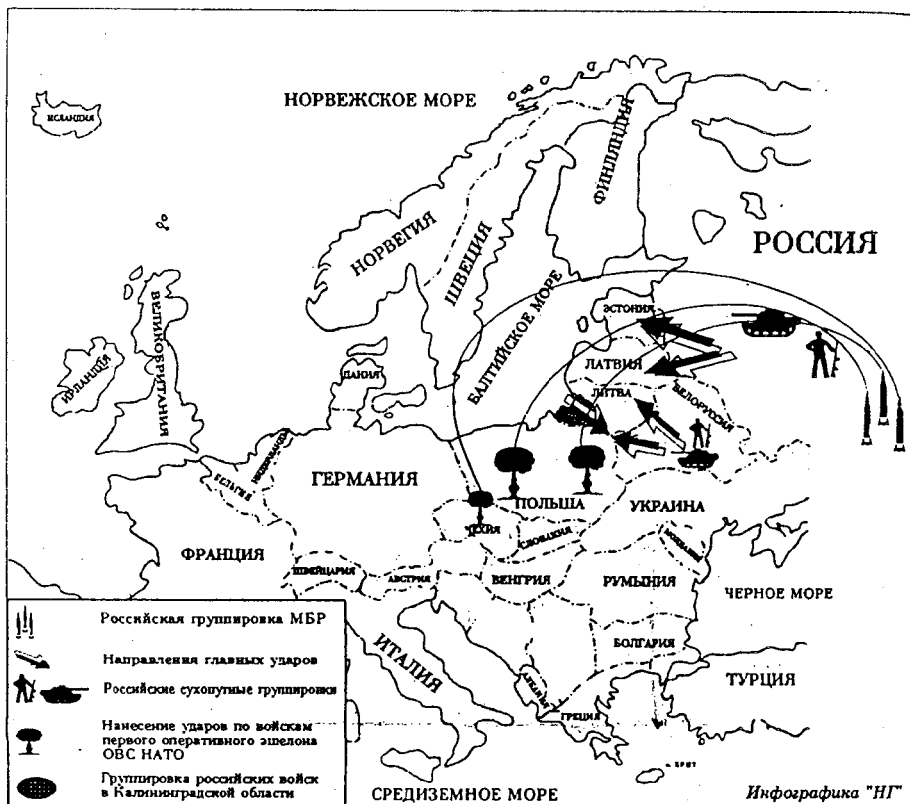 НОРВЕЖСКОЕ МОРЕ
ИСЛАНДИЯ
ФИНЛЯНДИЯ
НОРВЕГИЯ
ШВЕЦИЯ
РОССИЯ
БАЛТИЙСКОЕ МОРЕ
ЭСТОНИЯ
ВЕЛИКОБРИТАНИЯ
ИРЛАНДИЯ
ДАНИЯ
ЛАТВИЯ
ЛИТВА
БЕЛОРУССИЯ
НИДЕРЛАНДЫ
БЕЛЬГИЯ
ГЕРМАНИЯ
ПОЛЬША
УКРАИНА
ЧЕХИЯ
СЛОВАКИЯ
МОЛДАВИЯ
ФРАНЦИЯ
ШВЕЙЦАРИЯ
АВСТРИЯ
ВЕНГРИЯ
РУМЫНИЯ
ЧЕРНОЕ МОРЕ
ИТАЛИЯ
БОЛГАРИЯ
ТУРЦИЯ
АЛБАНИЯ
ГРЕЦИЯ
о. КРИТ
СРЕДИЗЕМНОЕ МОРЕ
Российская группировка МБР
Направления главных ударов
Российские сухопутные группировки
Нанесение ударов по войскам
первого оперативного эшелона
ОВС НАТО
Группировка российских войск
в Калининградской области
Инфографика "НГ"